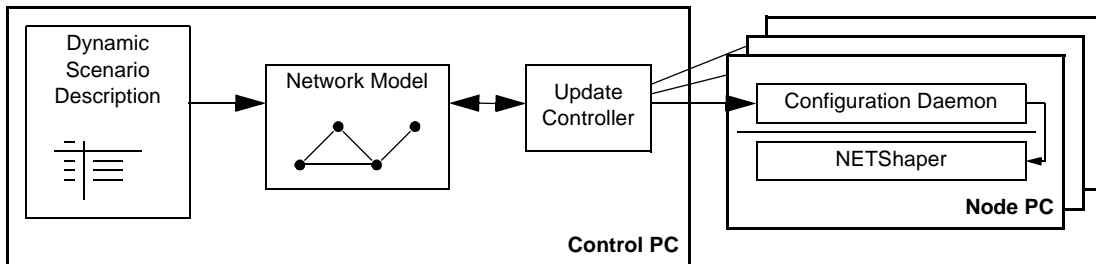 Dynamic
Scenario
Description
Network Model
Update
Controller
Configuration Daemon
NETShaper
Node PC
Control PC